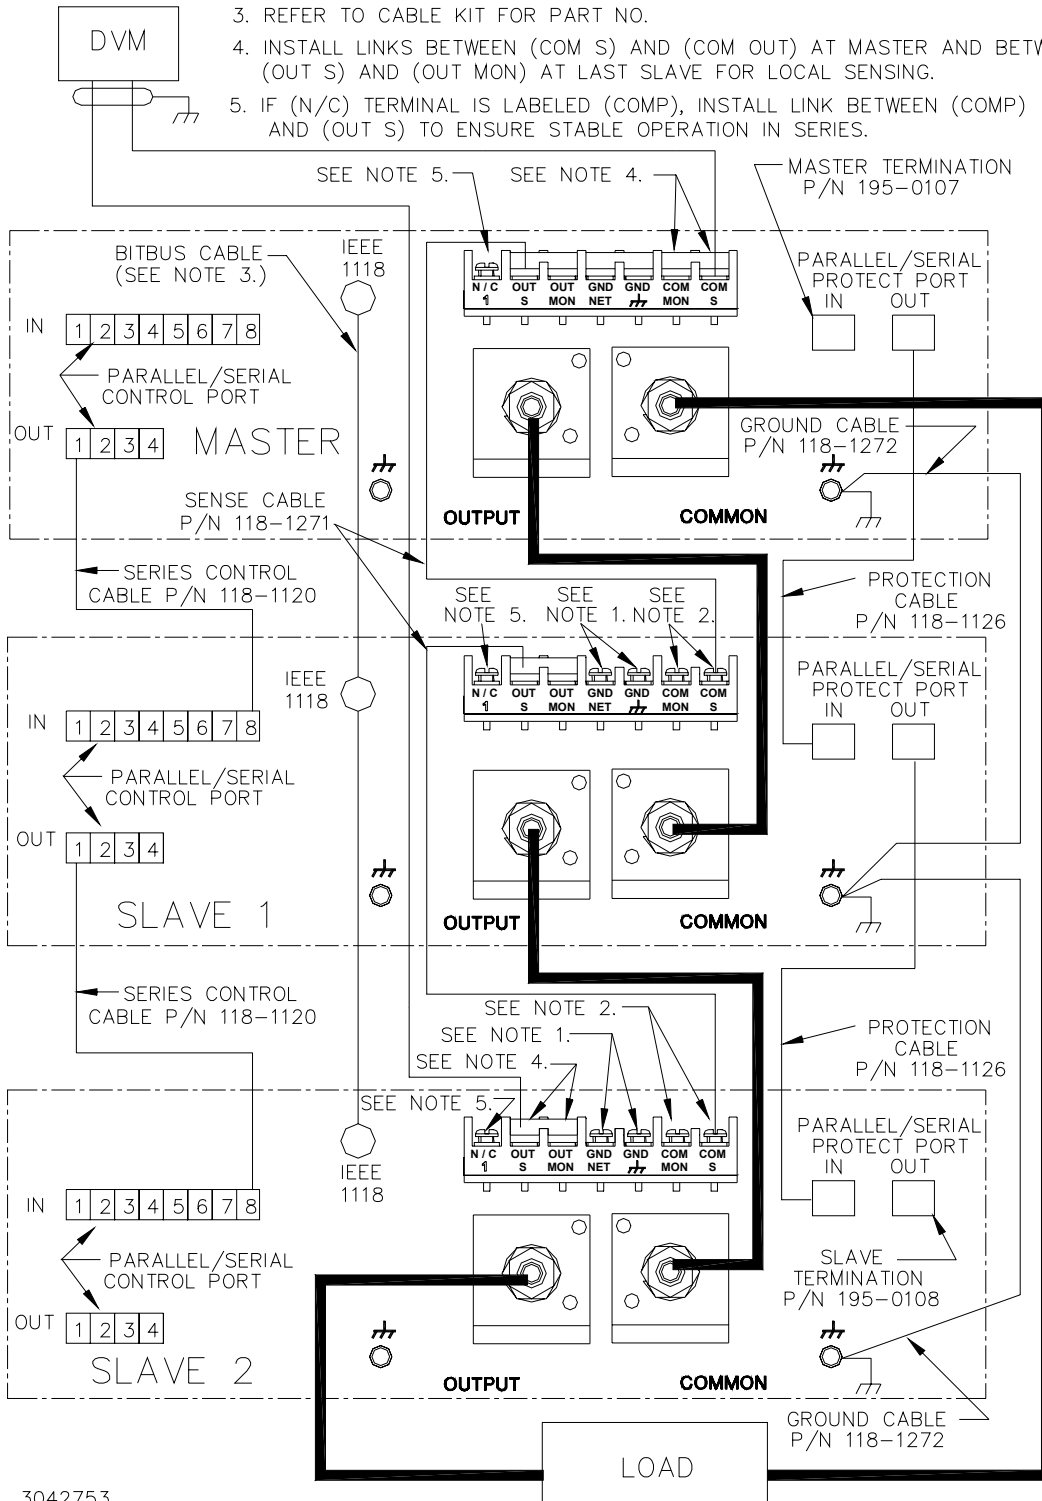 DVM
3. REFER TO CABLE KIT FOR PART NO.
4. INSTALL LINKS BETWEEN (COM S) AND (COM OUT) AT MASTER AND
(OUT S) AND (OUT MON) AT LAST SLAVE FOR LOCAL SENSING.
5. IF (N/C) TERMINAL IS LABELED (COMP), INSTALL LINK BETWEEN (COMP)
AND (OUT S) TO ENSURE STABLE OPERATION IN SERIES.
SEE NOTE 5.
SEE NOTE 4.
MASTER TERMINATION
P/N 195-0107
BITBUS CABLE
(SEE NOTE 3.)
IEEE
1118
N / C OUT OUT GND GND COM COM
1 S MON NET MON S
PARALLEL/SERIAL
PROTECT PORT
IN OUT
IN 1 2 3 4 5 6 7 8
PARALLEL/SERIAL
CONTROL PORT
OUT 1 2 3 4
MASTER
GROUND CABLE
P/N 118-1272
SENSE CABLE
P/N 118-1271
OUTPUT COMMON
SERIES CONTROL
CABLE P/N 118-1120
SEE
NOTE 5.
SEE
NOTE 1.
SEE
NOTE 2.
PROTECTION
CABLE
P/N 118-1126
IEEE
1118
N / C OUT OUT GND GND COM COM
1 S MON NET MON S
PARALLEL/SERIAL
PROTECT PORT
IN OUT
IN 1 2 3 4 5 6 7 8
PARALLEL/SERIAL
CONTROL PORT
OUT 1 2 3 4
SLAVE 1
OUTPUT COMMON
SERIES CONTROL
CABLE P/N 118-1120
SEE NOTE 2.
SEE NOTE 1.
SEE NOTE 4.
SEE NOTE 5.
PROTECTION
CABLE
P/N 118-1126
IEEE
1118
N / C OUT OUT GND GND COM COM
1 S MON NET MON S
PARALLEL/SERIAL
PROTECT PORT
IN OUT
IN 1 2 3 4 5 6 7 8
PARALLEL/SERIAL
CONTROL PORT
OUT 1 2 3 4
SLAVE 2
SLAVE
TERMINATION
P/N 195-0108
OUTPUT COMMON
GROUND CABLE
P/N 118-1272
LOAD
3042753